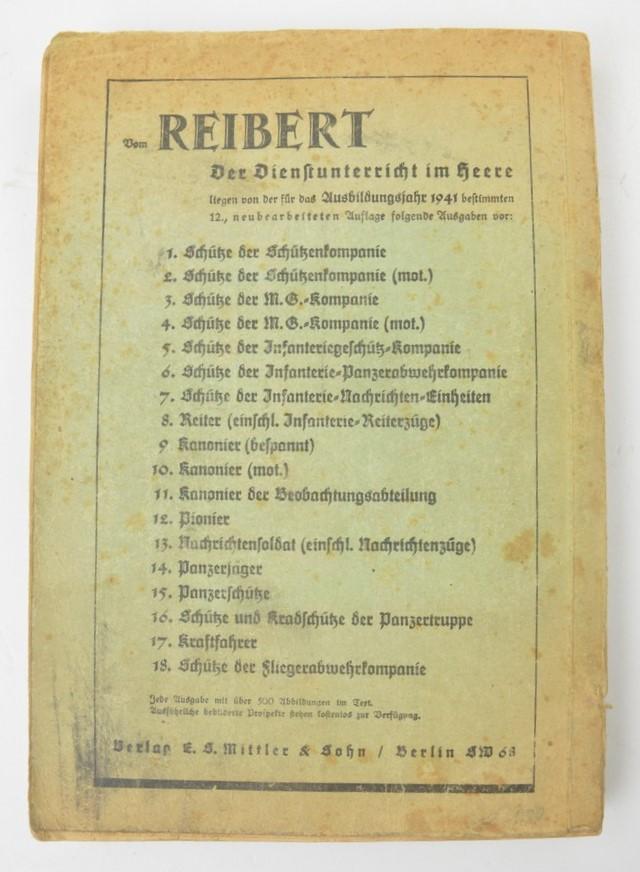 Vom REIBERT
Der Dienstunterricht im Heere
liegen von der für das Ausbildungsjahr 1941 bestimmten
12., neubearbeiteten Auflage folgende Ausgaben vor:
1. Schütze der Schützenkompanie
2. Schütze der Schützenkompanie (mot.)
3. Schütze der M.G.-Kompanie
4. Schütze der M.G.-Kompanie (mot.)
5. Schütze der Infanteriegeschütz-Kompanie
6. Schütze der Infanterie-Panzerabwehrkompanie
7. Schütze der Infanterie-Nachrichten-Einheiten
8. Reiter (einschl. Infanterie-Reiterzüge)
9 Kanonier (bespannt)
10. Kanonier (mot.)
11. Kanonier der Beobachtungsabteilung
12. Pionier
13. Nachrichtensoldat (einschl. Nachrichtenzüge)
14. Panzerjäger
15. Panzerschütze
16. Schütze und Kradschütze der Panzertruppe
17. Kraftfahrer
18. Schütze der Fliegerabwehrkompanie
Jede Ausgabe mit über 500 Abbildungen im Text.
Ausführliche bebilderte Prospekte stehen kostenlos zur Verfügung.
Verlag E. S. Mittler & Sohn / Berlin SW 68